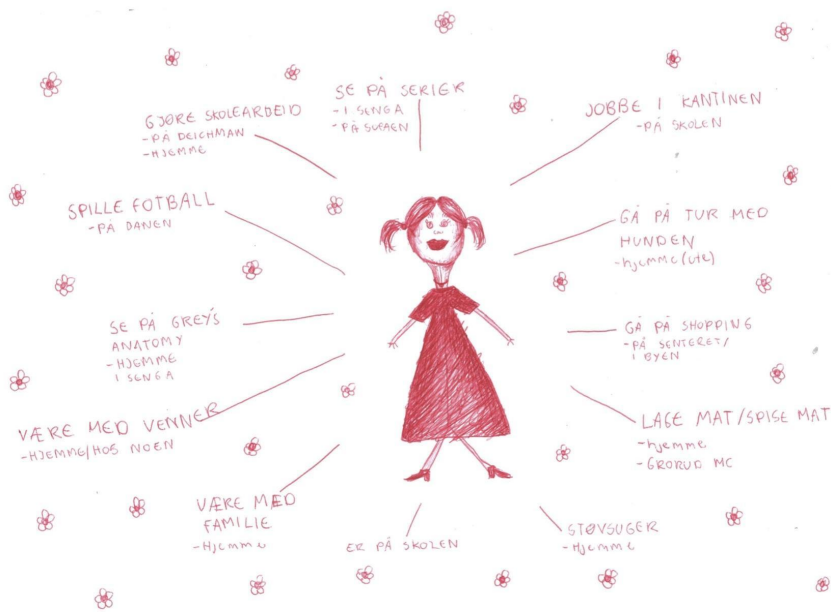 SE PÅ SERIER
- I SENGA
- PÅ SOFAEN
JOBBE I KANTINEN
- PÅ SKOLEN
GÅ PÅ TUR MED
HUNDEN
- hjemme (ute)
GÅ PÅ SHOPPING
- PÅ SENTERET/
I BYEN
LAGE MAT/SPISE MAT
- hjemme
- GRORUD MC
STØVSUGER
- Hjemme
ER PÅ SKOLEN
VÆRE MED
FAMILIE
- Hjemme
VÆRE MED VENNER
- HJEMME/HOS NOEN
SE PÅ GREY'S
ANATOMY
- HJEMME
I SENGA
SPILLE FOTBALL
- PÅ DANEN
GJØRE SKOLEARBEID
- PÅ DEICHMAN
- HJEMME